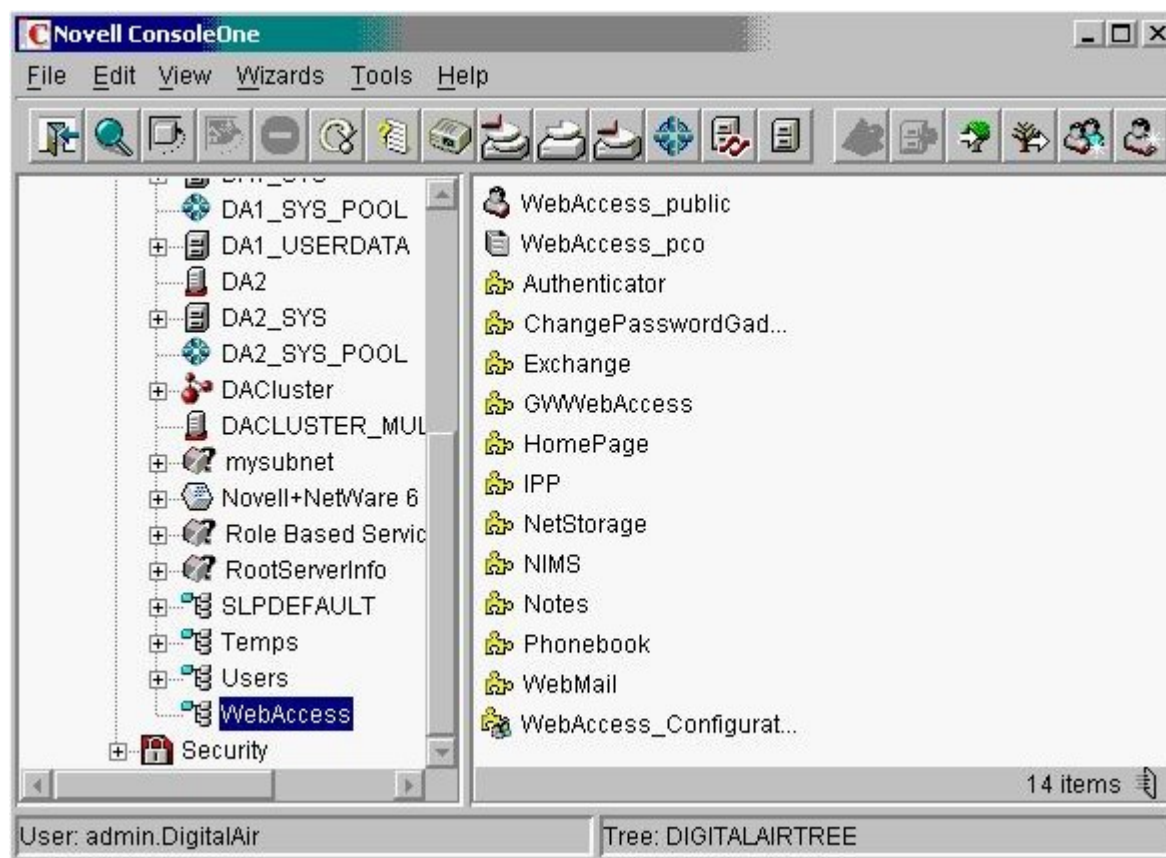 Novell ConsoleOne
File Edit View Wizards Tools Help
DA1_SYS
DA1_SYS_POOL
DA1_USERDATA
DA2
DA2_SYS
DA2_SYS_POOL
DACluster
DACLUSTER_MUL
mysubnet
Novell+NetWare 6
Role Based Servic
RootServerInfo
SLPDEFAULT
Temps
Users
WebAccess
Security
WebAccess_public
WebAccess_pco
Authenticator
ChangePasswordGad...
Exchange
GWWebAccess
HomePage
IPP
NetStorage
NIMS
Notes
Phonebook
WebMail
WebAccess_Configurat...
14 items
User: admin.DigitalAir
Tree: DIGITALAIRTREE